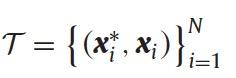 𝒯 = {(𝒙ᵢ*, 𝒙ᵢ)}ᵢ₌₁ᴺ